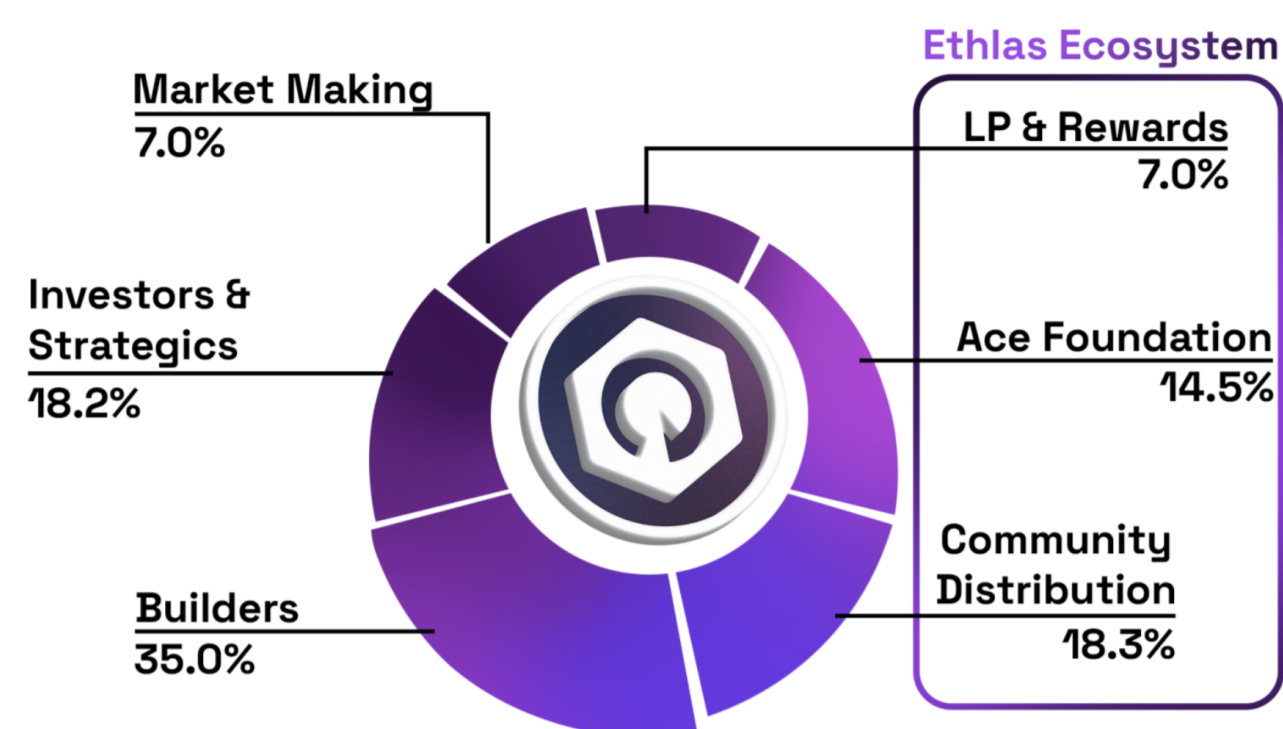 Ethlas Ecosystem
Market Making
7.0%
LP & Rewards
7.0%
Investors &
Strategics
18.2%
Ace Foundation
14.5%
Community
Distribution
18.3%
Builders
35.0%